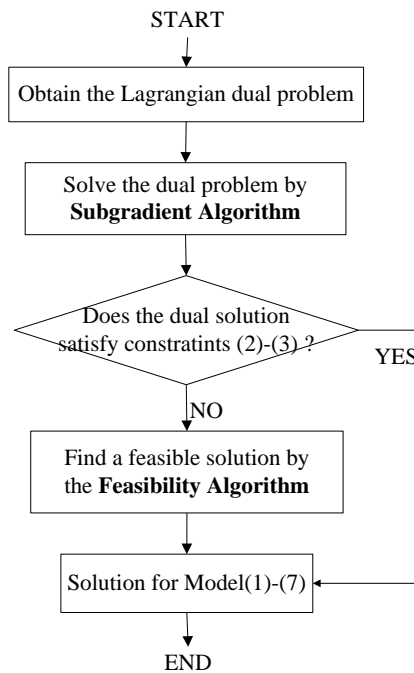 START
Obtain the Lagrangian dual problem
Solve the dual problem by
Subgradient Algorithm
Does the dual solution
satisfy constratints (2)-(3) ?
YES
NO
Find a feasible solution by
the Feasibility Algorithm
Solution for Model(1)-(7)
END